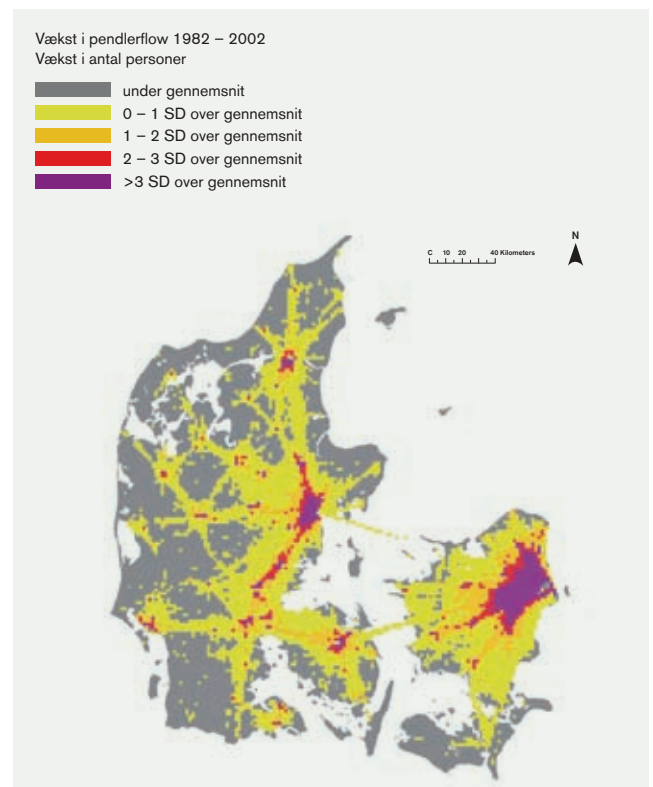 Vækst i pendlerflow 1982 – 2002
Vækst i antal personer
under gennemsnit
0 – 1 SD over gennemsnit
1 – 2 SD over gennemsnit
2 – 3 SD over gennemsnit
>3 SD over gennemsnit
N
C 10 20 40 Kilometers